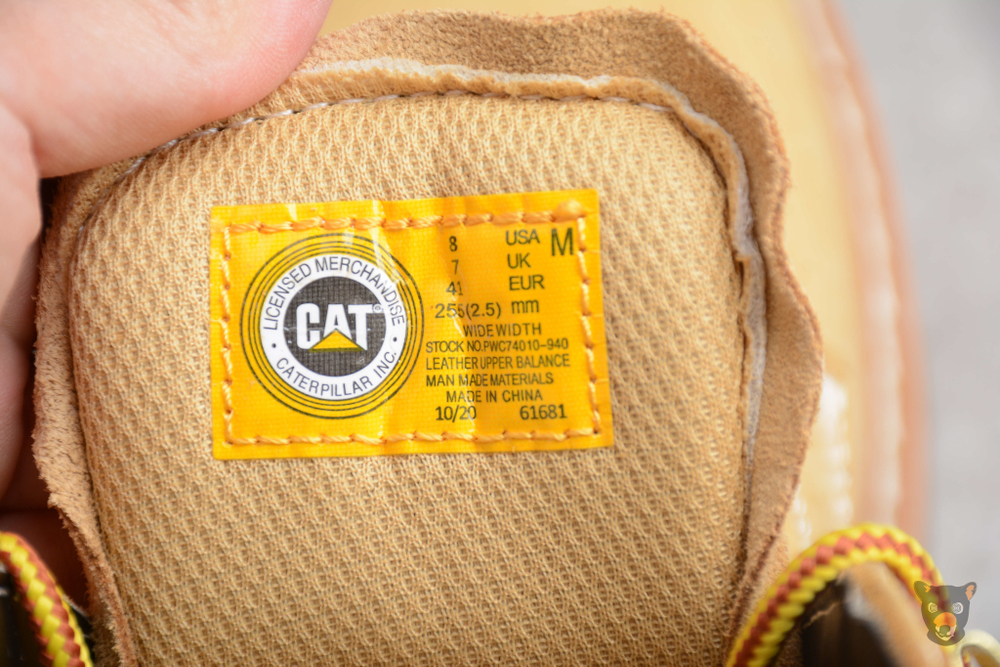 LICENSED MERCHANDISE
CAT®
CATERPILLAR INC.
8 USA M
7 UK
41 EUR
255(2.5) mm
WIDE WIDTH
STOCK NO.PWC74010-940
LEATHER UPPER BALANCE
MAN MADE MATERIALS
MADE IN CHINA
10/20 61681